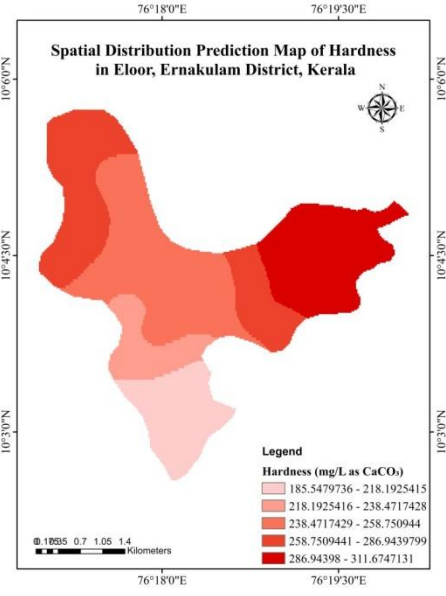 76°18'0"E 76°19'30"E
Spatial Distribution Prediction Map of Hardness
in Eloor, Ernakulam District, Kerala
10°6'0"N 10°6'0"N
N
W E
S
10°4'30"N 10°4'30"N
10°3'0"N 10°3'0"N
Legend
Hardness (mg/L as CaCO₃)
185.5479736 - 218.1925415
218.1925416 - 238.4717428
238.4717429 - 258.750944
258.7509441 - 286.9439799
286.94398 - 311.6747131
0.7 1.05 1.4
Kilometers
76°18'0"E 76°19'30"E